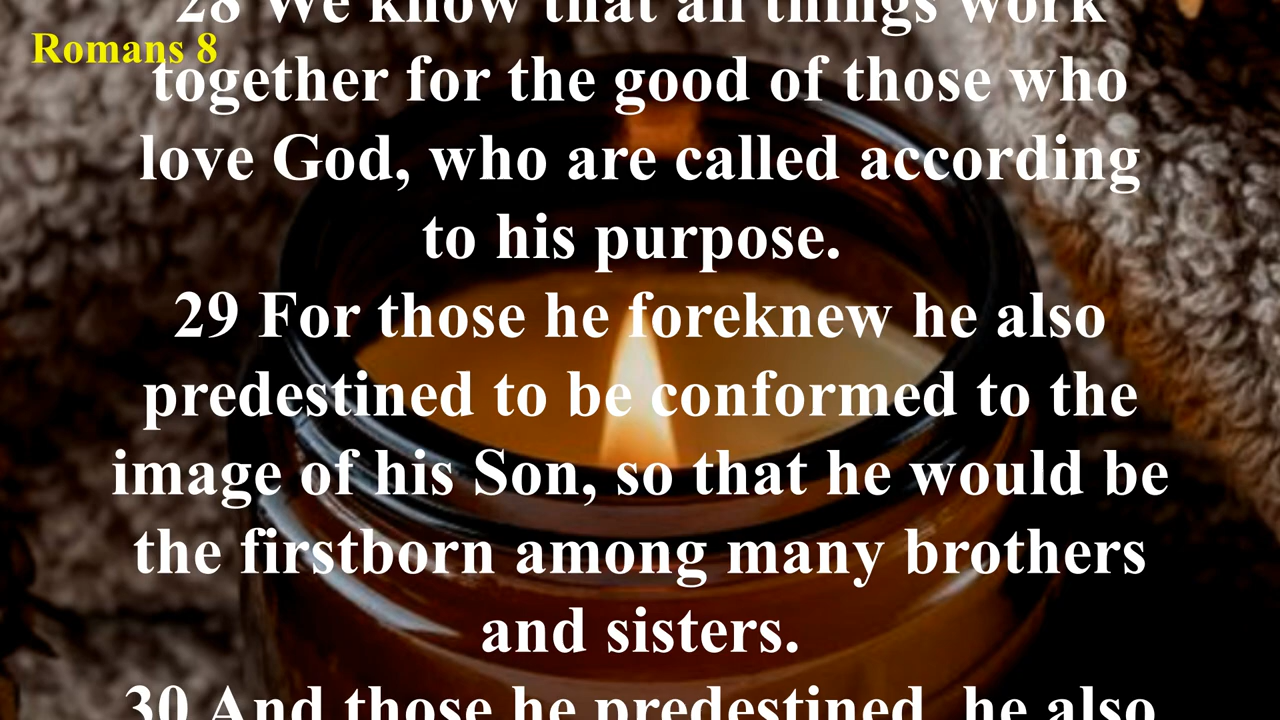 28 We know that all things work
Romans 8
together for the good of those who
love God, who are called according
to his purpose.
29 For those he foreknew he also
predestined to be conformed to the
image of his Son, so that he would be
the firstborn among many brothers
and sisters.
30 And those he predestined, he also